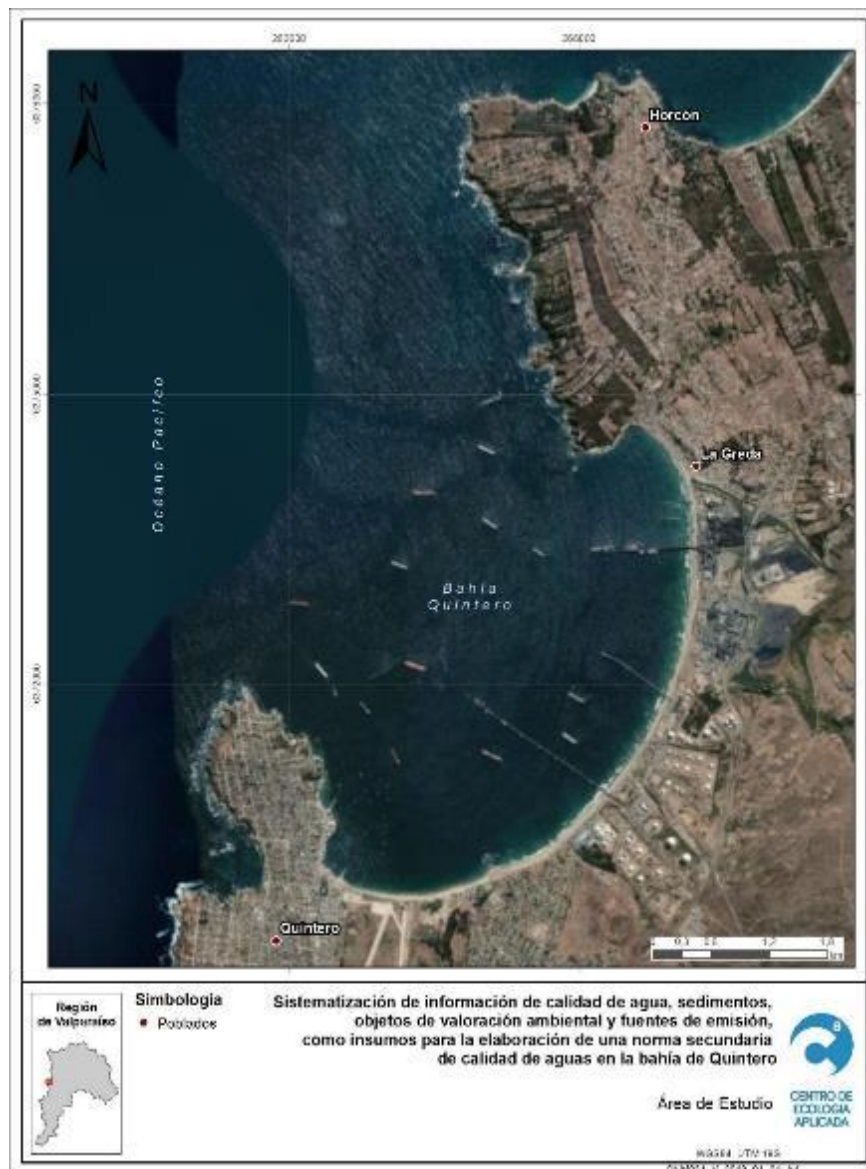 Horcón
La Greda
Océano Pacífico
Bahía
Quintero
Quintero
km
Región
de Valparaíso
Simbología
Poblados
Sistematización de información de calidad de agua, sedimentos,
objetos de valoración ambiental y fuentes de emisión,
como insumos para la elaboración de una norma secundaria
de calidad de aguas en la bahía de Quintero
Área de Estudio
CENTRO DE
ECOLOGIA
APLICADA
N